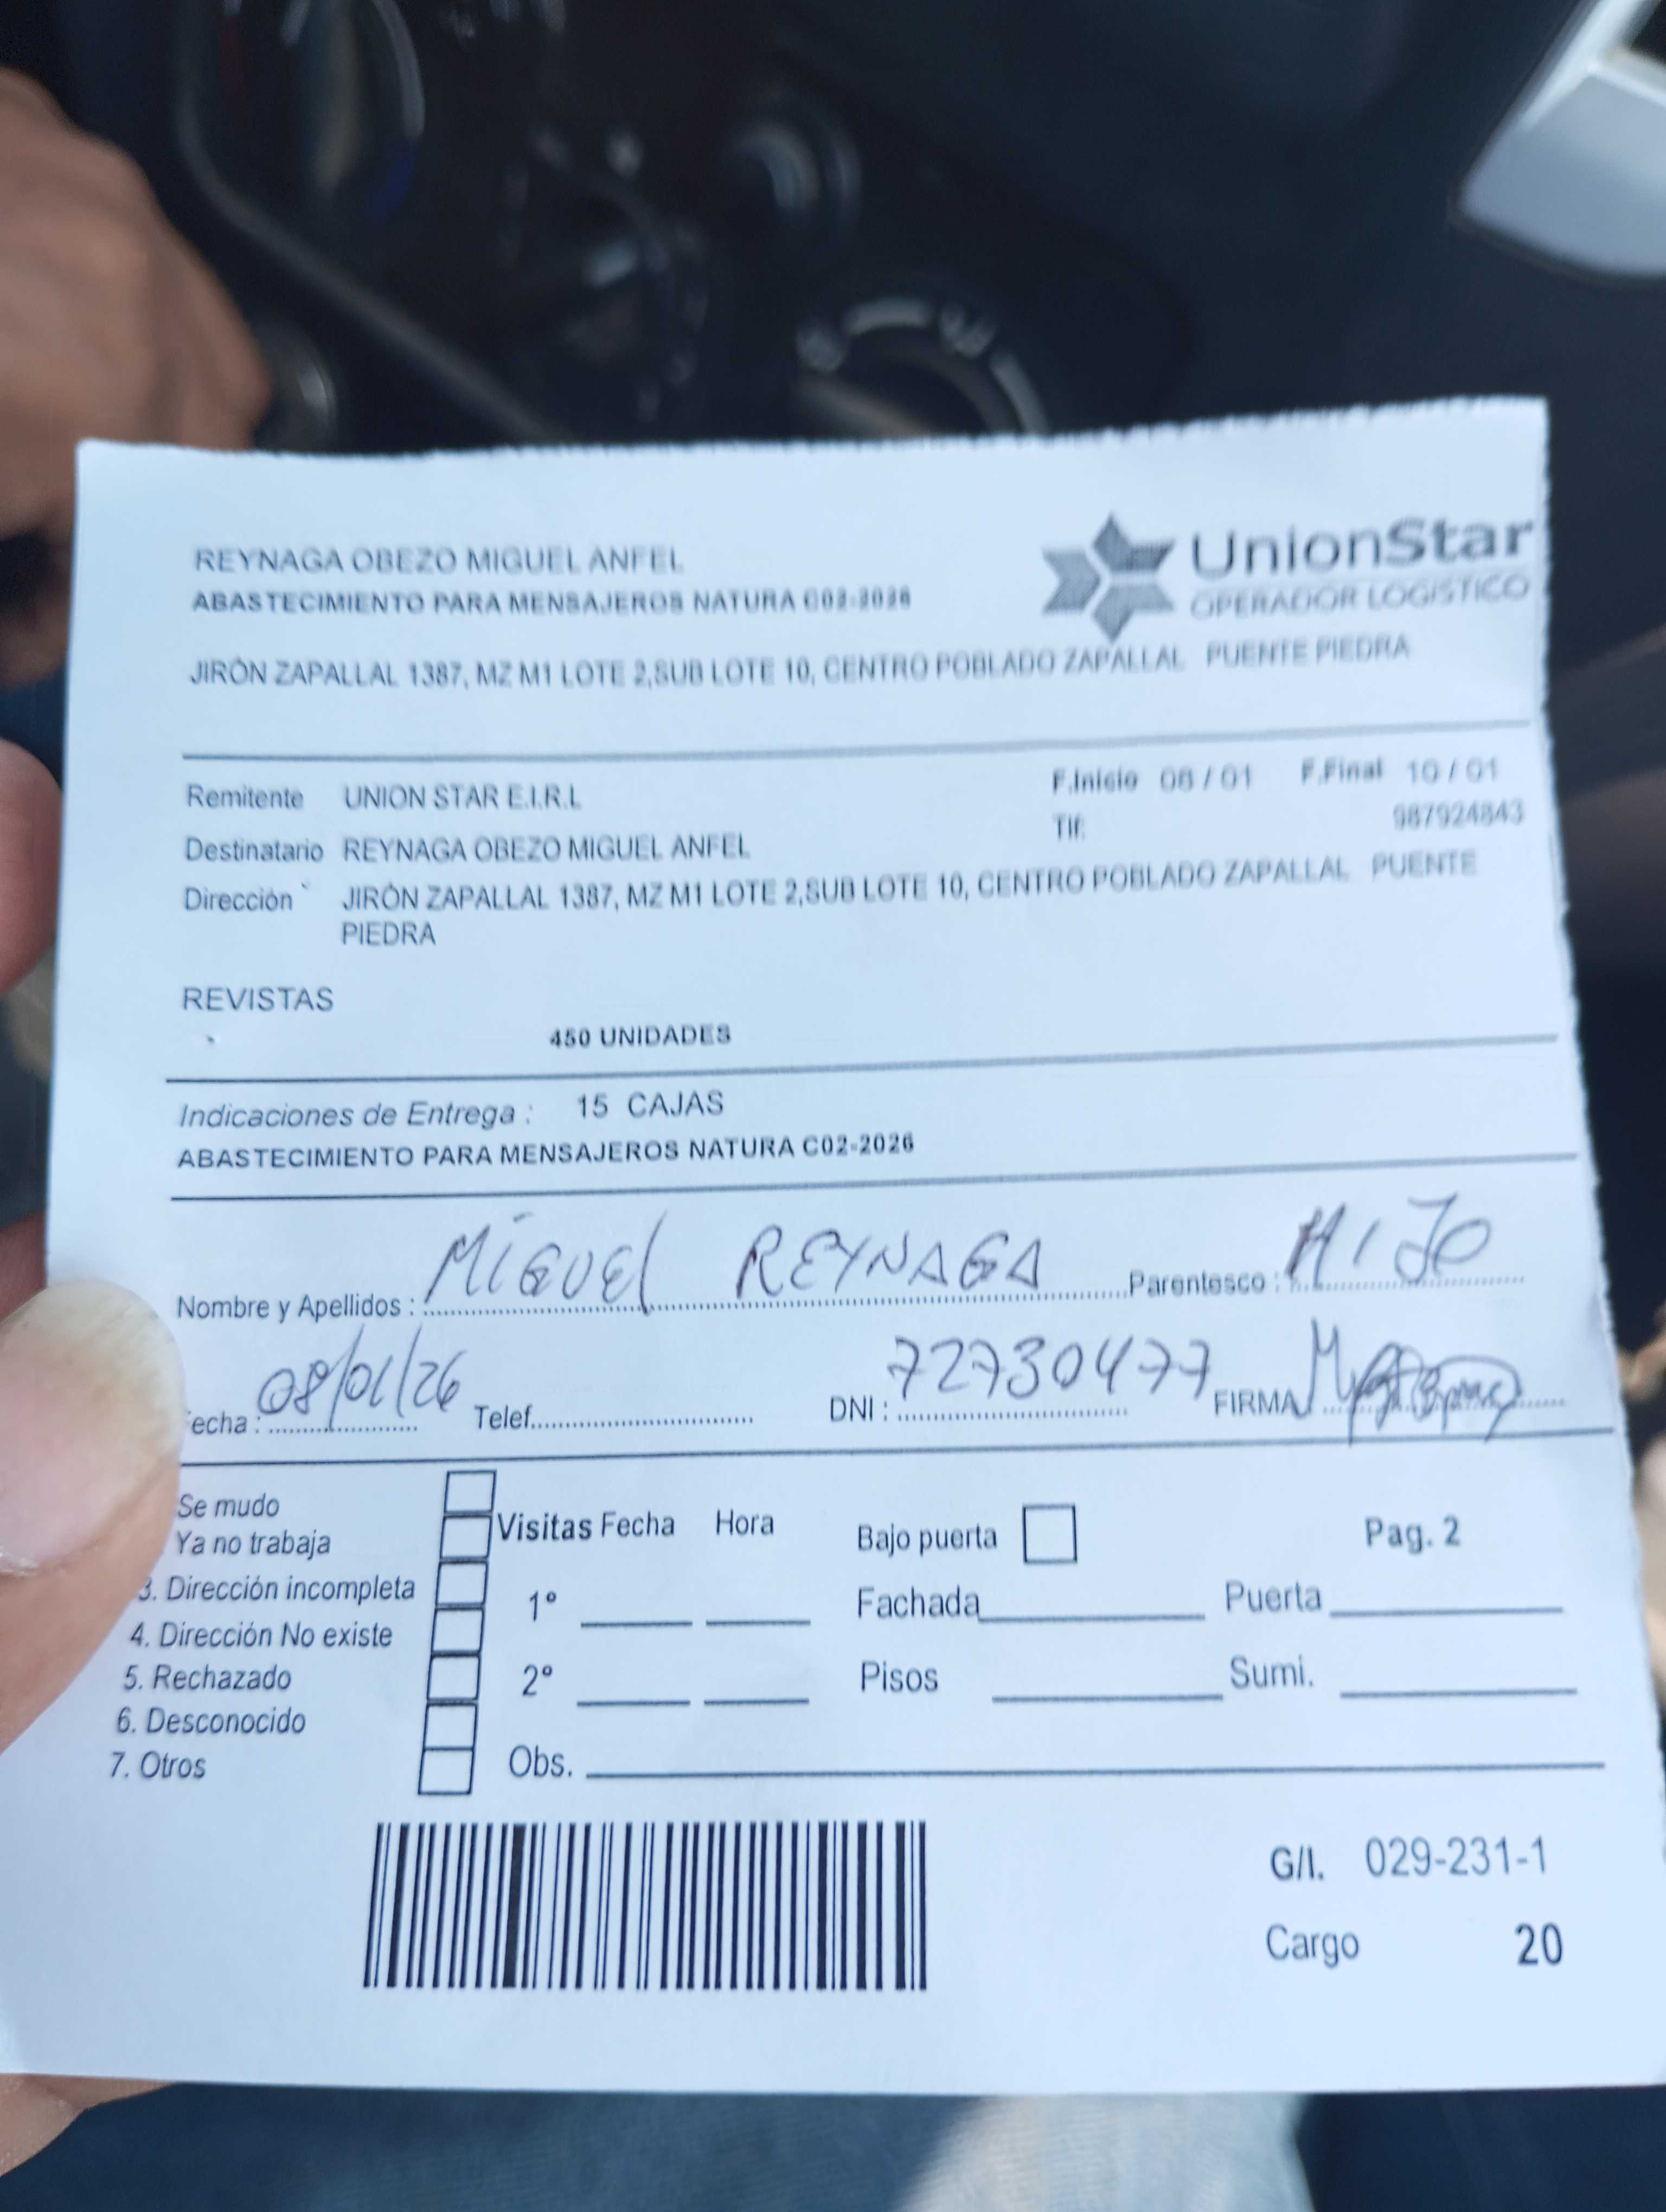 REYNAGA OBEZO MIGUEL ANFEL
UnionStar
ABASTECIMIENTO PARA MENSAJEROS NATURA C02-2026
OPERADOR LOGISTICO
JIRÓN ZAPALLAL 1387, MZ M1 LOTE 2,SUB LOTE 10, CENTRO POBLADO ZAPALLAL PUENTE PIEDRA
Remitente UNION STAR E.I.R.L F.Inicio 08 / 01 F.Final 10 / 01
Tlf: 987924843
Destinatario REYNAGA OBEZO MIGUEL ANFEL
Dirección JIRÓN ZAPALLAL 1387, MZ M1 LOTE 2,SUB LOTE 10, CENTRO POBLADO ZAPALLAL PUENTE
PIEDRA
REVISTAS
450 UNIDADES
Indicaciones de Entrega : 15 CAJAS
ABASTECIMIENTO PARA MENSAJEROS NATURA C02-2026
Nombre y Apellidos : MIGUEL REYNAGA Parentesco : HIJO
echa : 08/01/26 Telef. DNI : 72730477 FIRMA
Se mudo
Ya no trabaja
3. Dirección incompleta
4. Dirección No existe
5. Rechazado
6. Desconocido
7. Otros
Visitas Fecha Hora
1°
2°
Obs.
Bajo puerta Pag. 2
Fachada Puerta
Pisos Sumi.
G/I. 029-231-1
Cargo 20